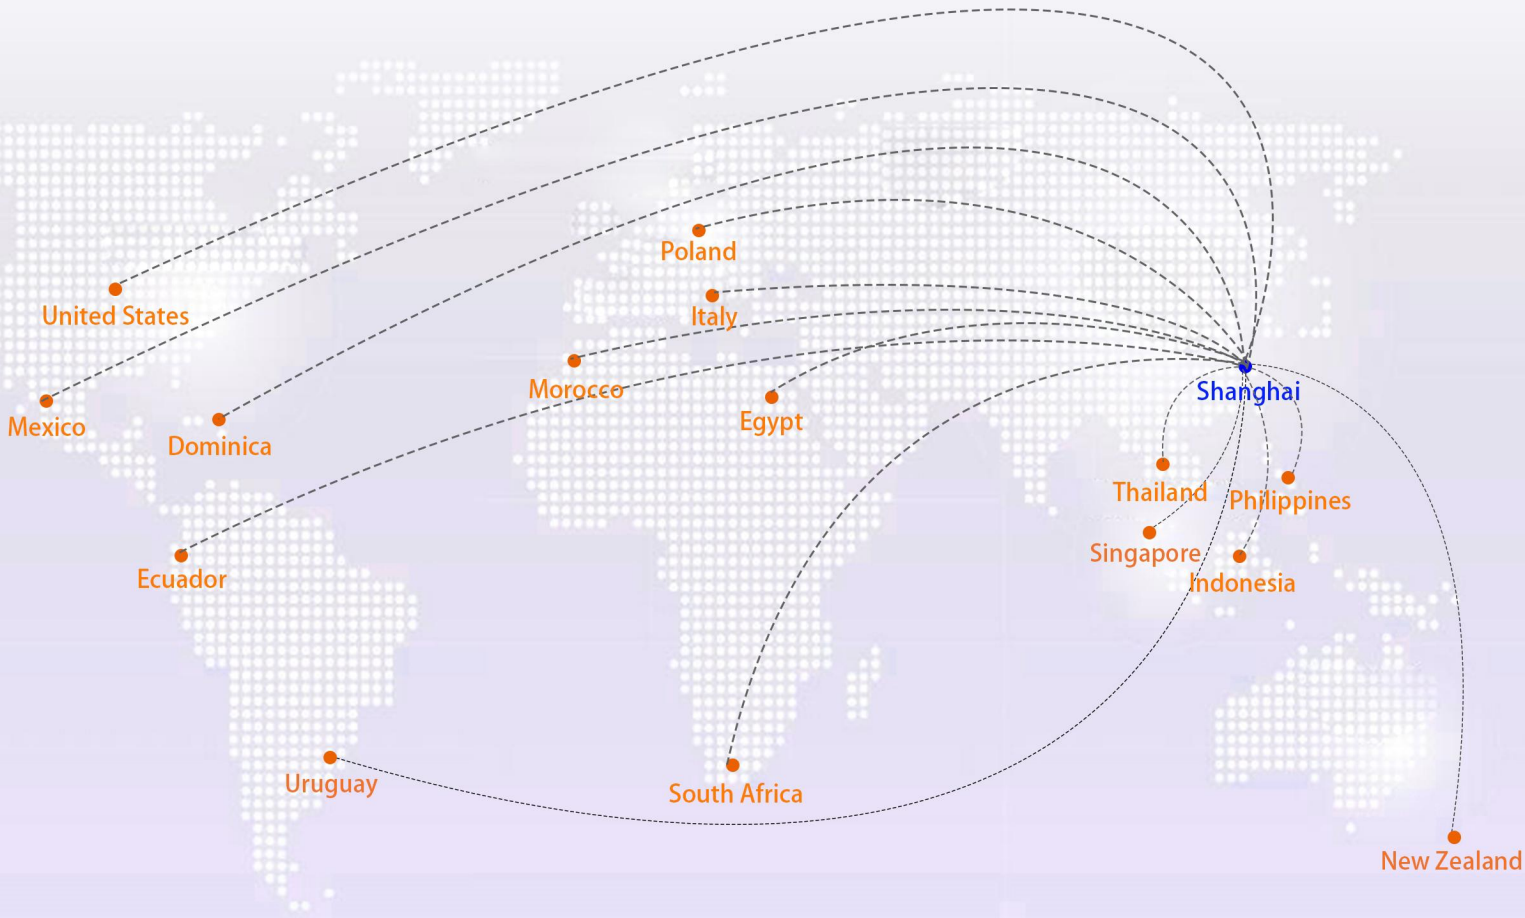 Poland
United States
Italy
Morocco
Shanghai
Mexico
Egypt
Dominica
Thailand
Philippines
Singapore
Ecuador
Indonesia
Uruguay
South Africa
New Zealand